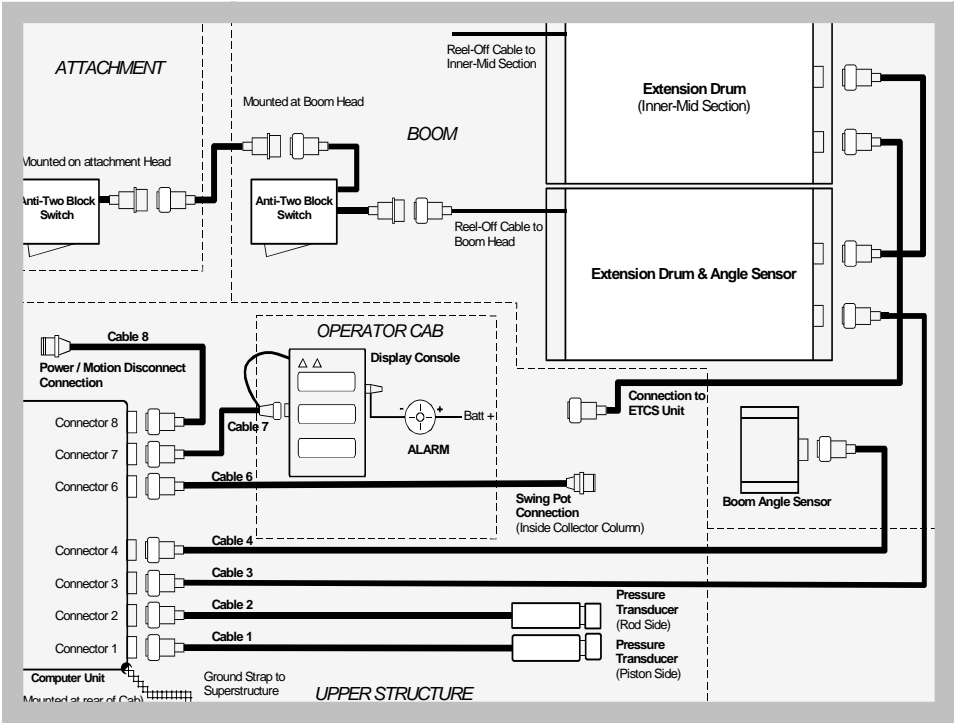 ATTACHMENT
Mounted on attachment Head
Anti-Two Block
Switch
Mounted at Boom Head
BOOM
Anti-Two Block
Switch
Reel-Off Cable to
Inner-Mid Section
Extension Drum
(Inner-Mid Section)
Reel-Off Cable to
Boom Head
Extension Drum & Angle Sensor
Cable 8
Power / Motion Disconnect
Connection
OPERATOR CAB
Display Console
- +
Batt +
ALARM
Cable 7
Connection to
ETCS Unit
Boom Angle Sensor
Connector 8
Connector 7
Connector 6
Cable 6
Swing Pot
Connection
(Inside Collector Column)
Connector 4
Cable 4
Connector 3
Cable 3
Connector 2
Cable 2
Pressure
Transducer
(Rod Side)
Connector 1
Cable 1
Pressure
Transducer
(Piston Side)
Computer Unit
Mounted at rear of Cab)
Ground Strap to
Superstructure
UPPER STRUCTURE